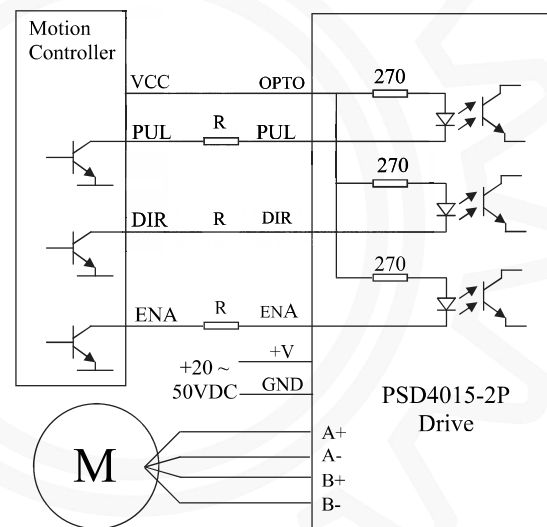 Motion
Controller
VCC
OPTO
270
PUL
R
PUL
270
DIR
R
DIR
270
ENA
R
ENA
+V
+20 ~
50VDC
GND
PSD4015-2P
Drive
M
A+
A-
B+
B-